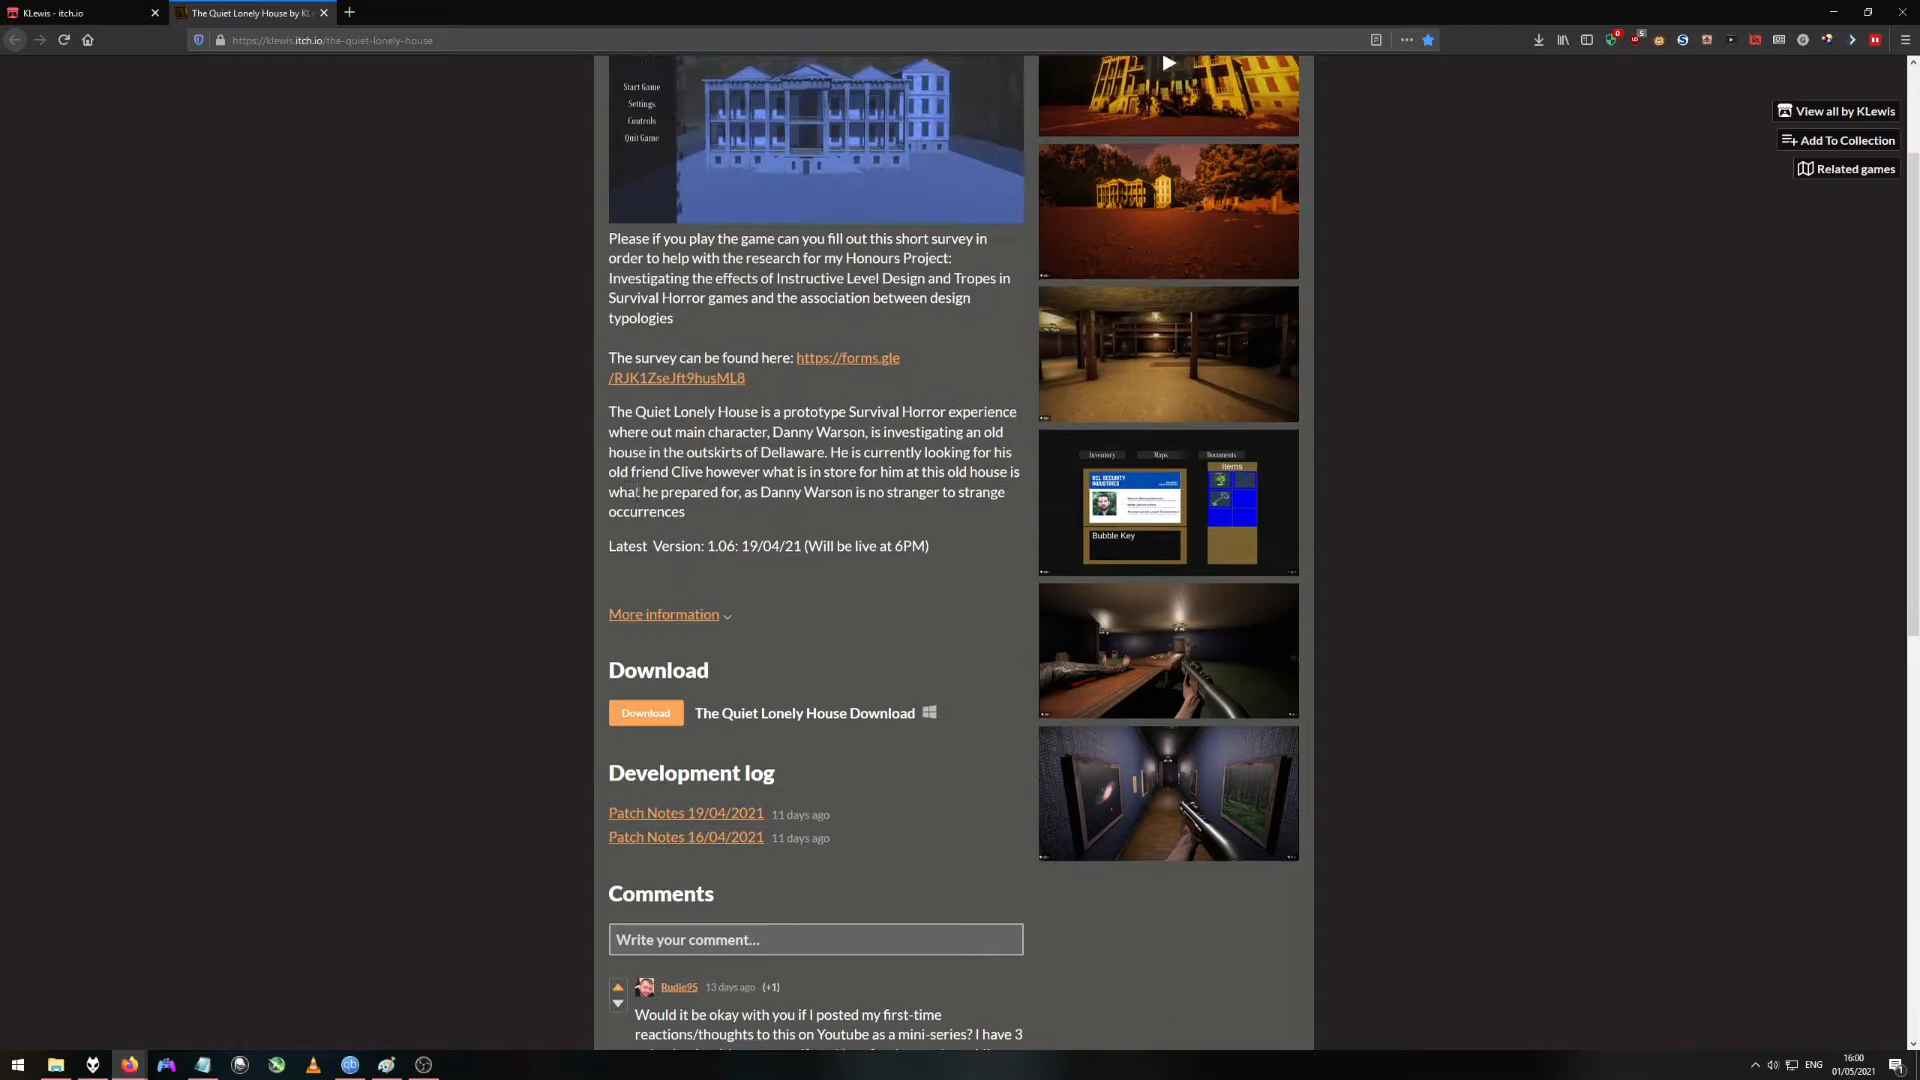 KLewis - itch.io
The Quiet Lonely House by KL
https://klewis.itch.io/the-quiet-lonely-house
0
5
View all by KLewis
Add To Collection
Related games
Start Game
Settings
Controls
Quit Game
Please if you play the game can you fill out this short survey in
order to help with the research for my Honours Project:
Investigating the effects of Instructive Level Design and Tropes in
Survival Horror games and the association between design
typologies
The survey can be found here: https://forms.gle
/RJK1ZseJft9husML8
The Quiet Lonely House is a prototype Survival Horror experience
where out main character, Danny Warson, is investigating an old
house in the outskirts of Dellaware. He is currently looking for his
old friend Clive however what is in store for him at this old house is
what he prepared for, as Danny Warson is no stranger to strange
occurrences
Latest Version: 1.06: 19/04/21 (Will be live at 6PM)
More information
Inventory Maps Documents
Items
RCL SECURITY
INDUSTRIES
Bubble Key
Download
Download The Quiet Lonely House Download
Development log
Patch Notes 19/04/2021 11 days ago
Patch Notes 16/04/2021 11 days ago
Comments
Write your comment...
Rudie95 13 days ago (+1)
Would it be okay with you if I posted my first-time
reactions/thoughts to this on Youtube as a mini-series? I have 3
ENG
16:00
01/05/2021